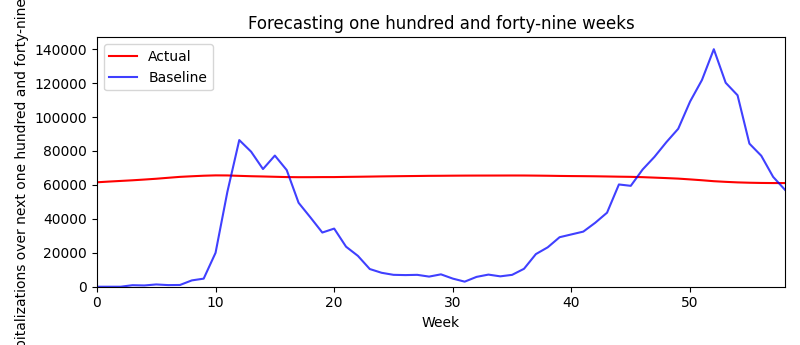 Forecasting one hundred and forty-nine weeks
Actual
Baseline
140000
120000
100000
80000
60000
40000
20000
0
0 10 20 30 40 50
Week
over next one hundred and forty-nine